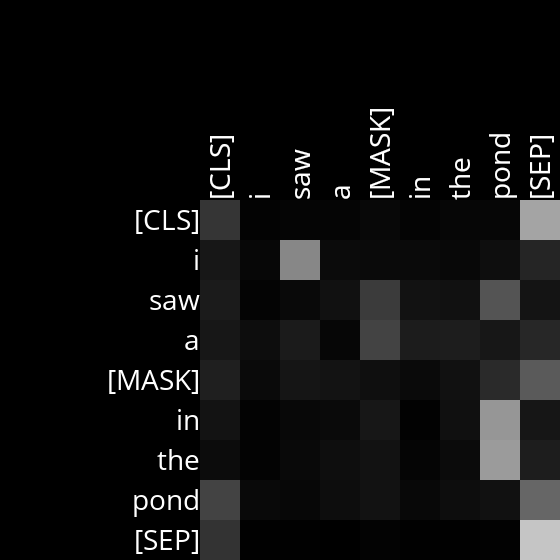 [CLS]
i
saw
a
[MASK]
in
the
pond
[SEP]
[CLS]
i
saw
a
[MASK]
in
the
pond
[SEP]